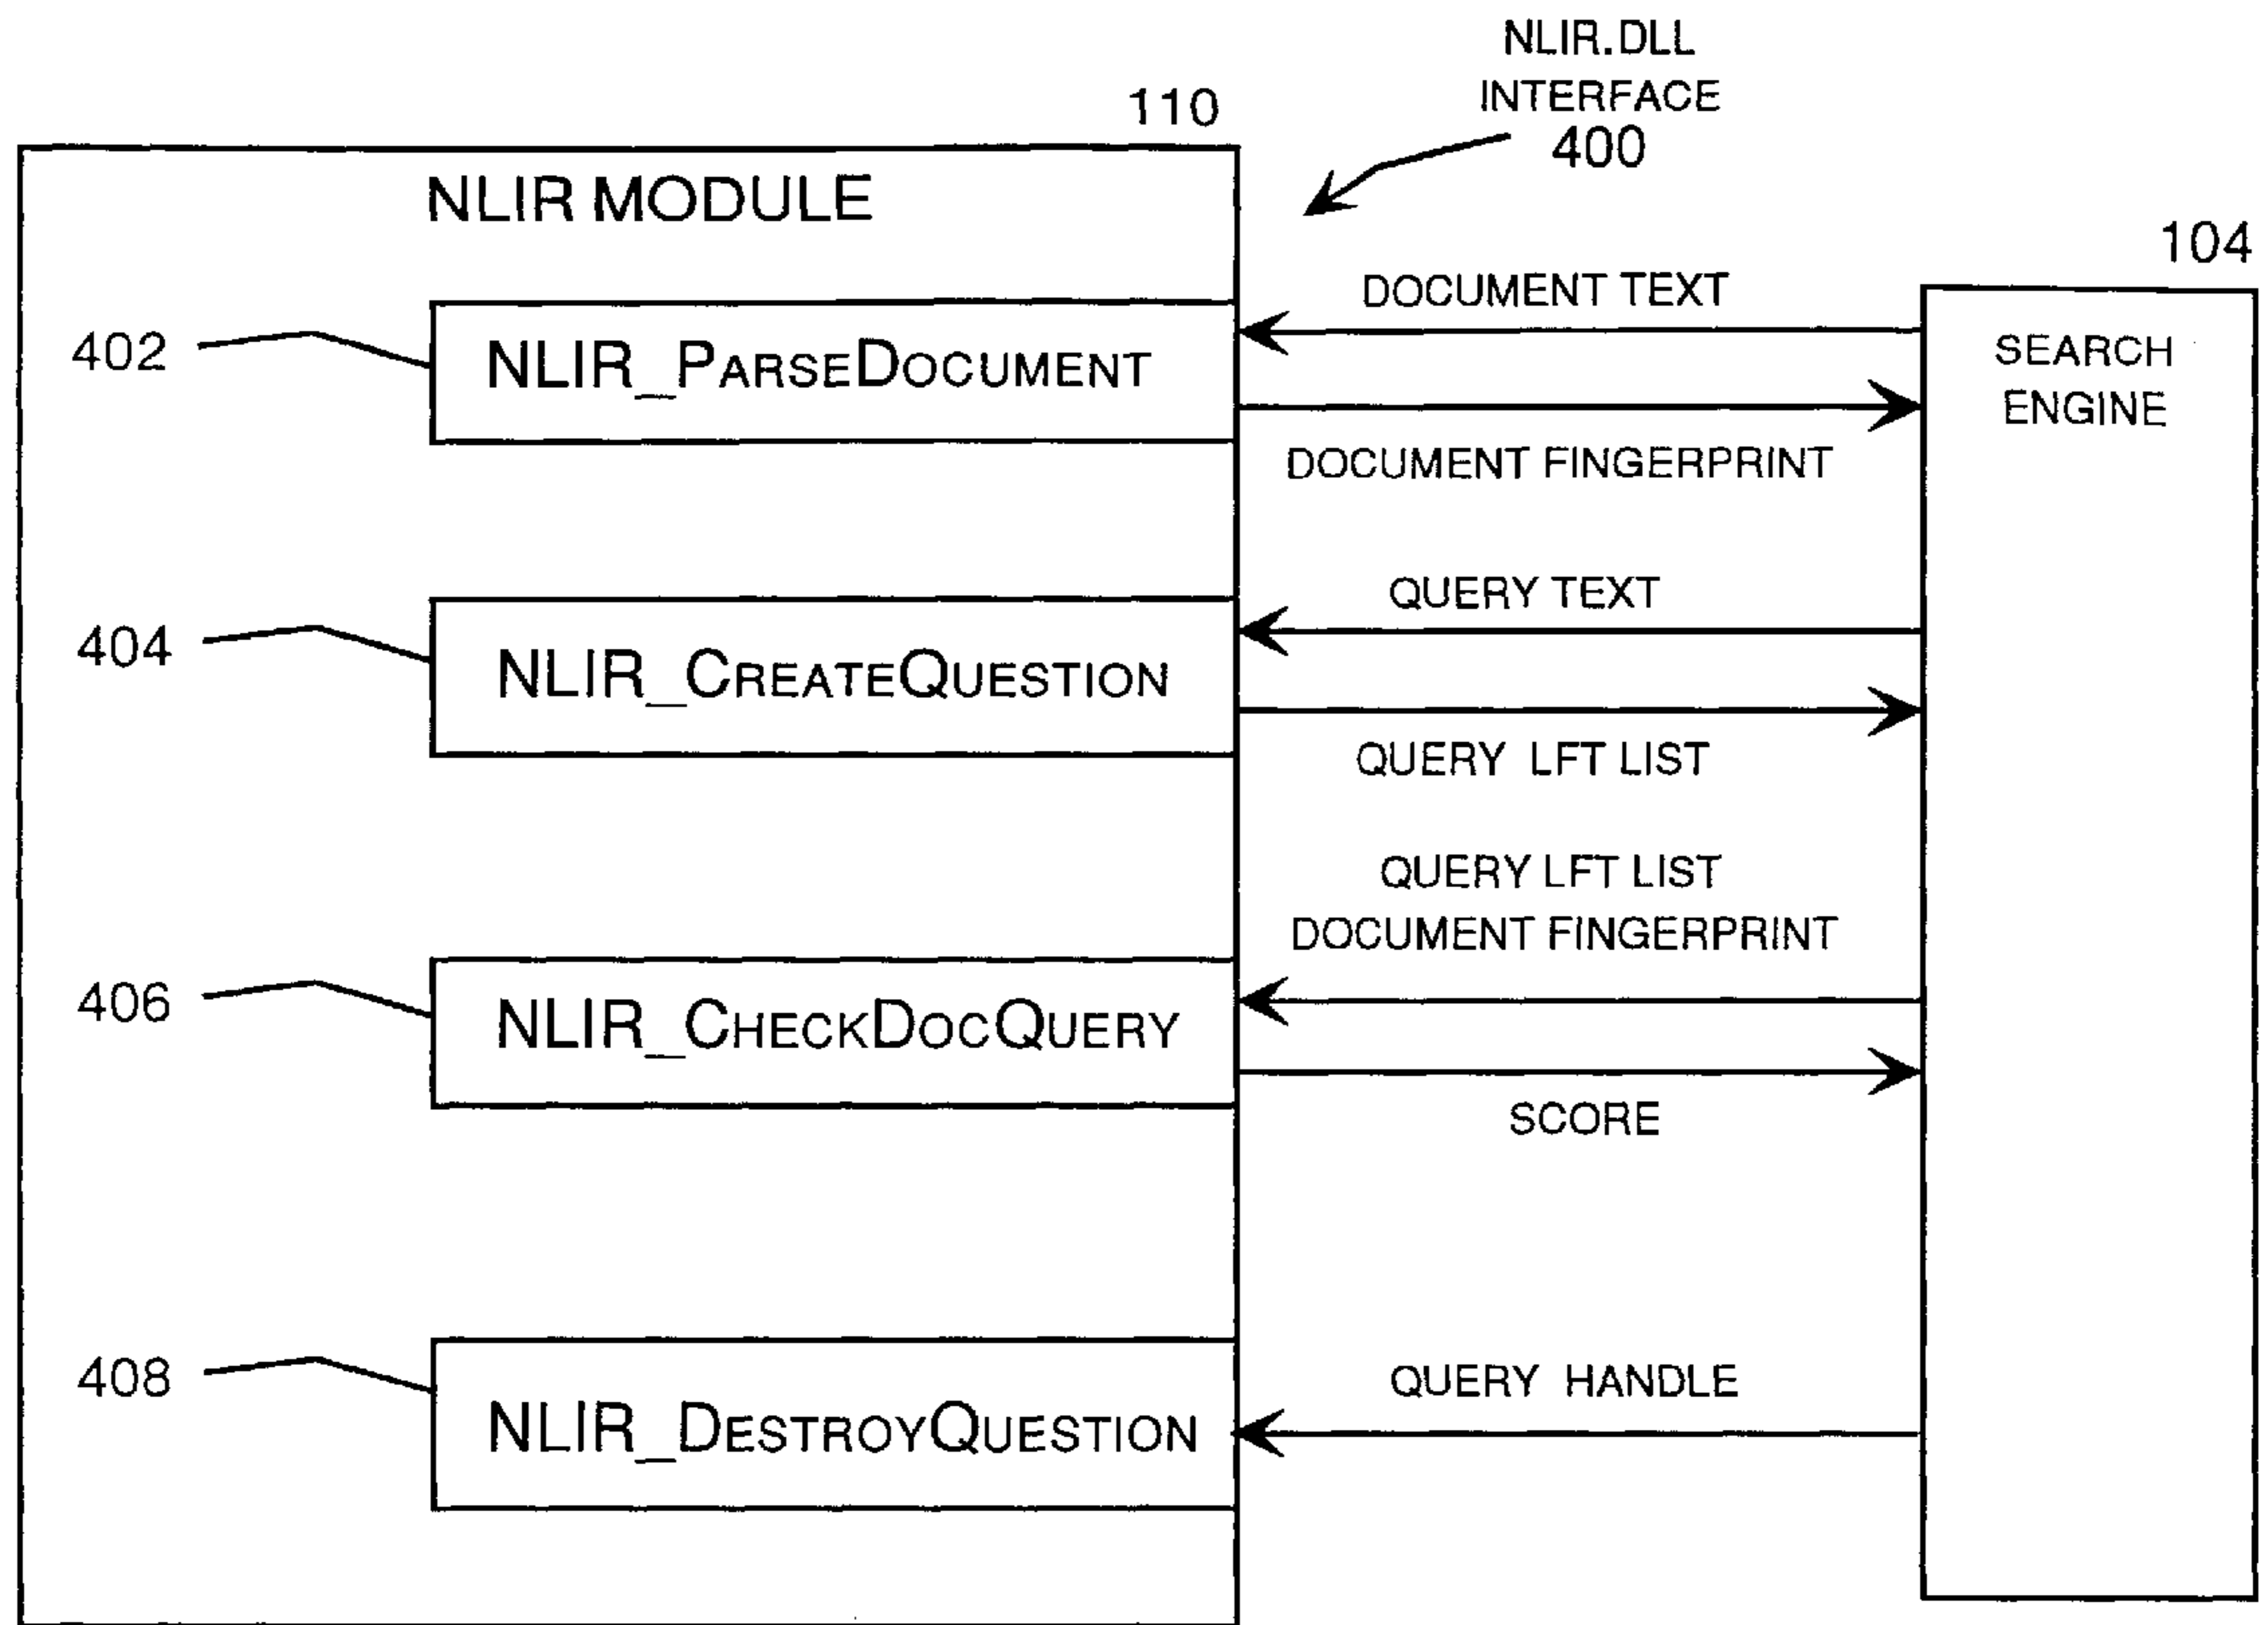 NLIR.DLL
INTERFACE
400
110
NLIR MODULE
104
DOCUMENT TEXT
SEARCH
ENGINE
402
NLIR_PARSEDOCUMENT
DOCUMENT FINGERPRINT
QUERY TEXT
404
NLIR_CREATEQUESTION
QUERY LFT LIST
QUERY LFT LIST
DOCUMENT FINGERPRINT
406
NLIR_CHECKDOCQUERY
SCORE
408
QUERY HANDLE
NLIR_DESTROYQUESTION